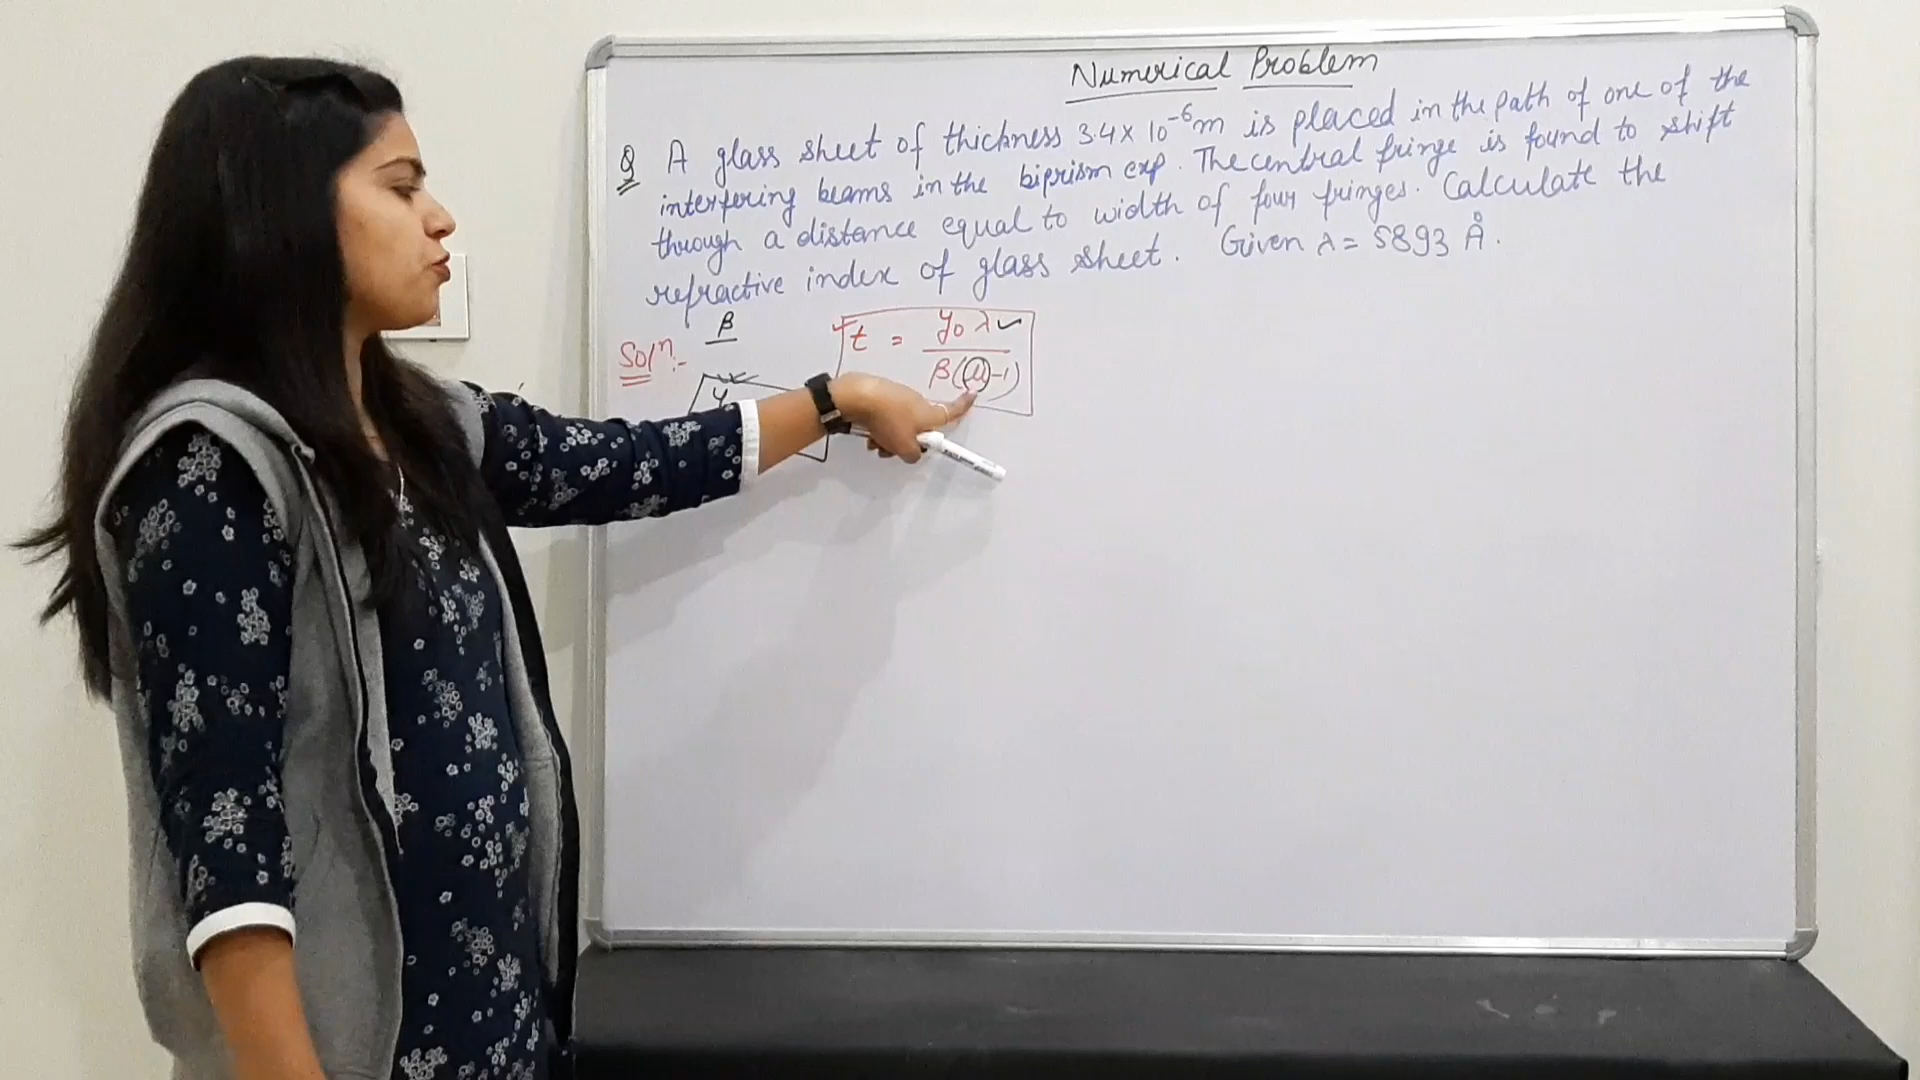 Numerical Problem
Q A glass sheet of thickness 3.4 × 10⁻⁶m is placed in the path of one of the
interfering beams in the biprism exp. The central fringe is found to shift
through a distance equal to width of four fringes. Calculate the
refractive index of glass sheet. Given λ = 5893 Å.
β
Solⁿ:-
t = y₀ λ / β(μ-1)
y